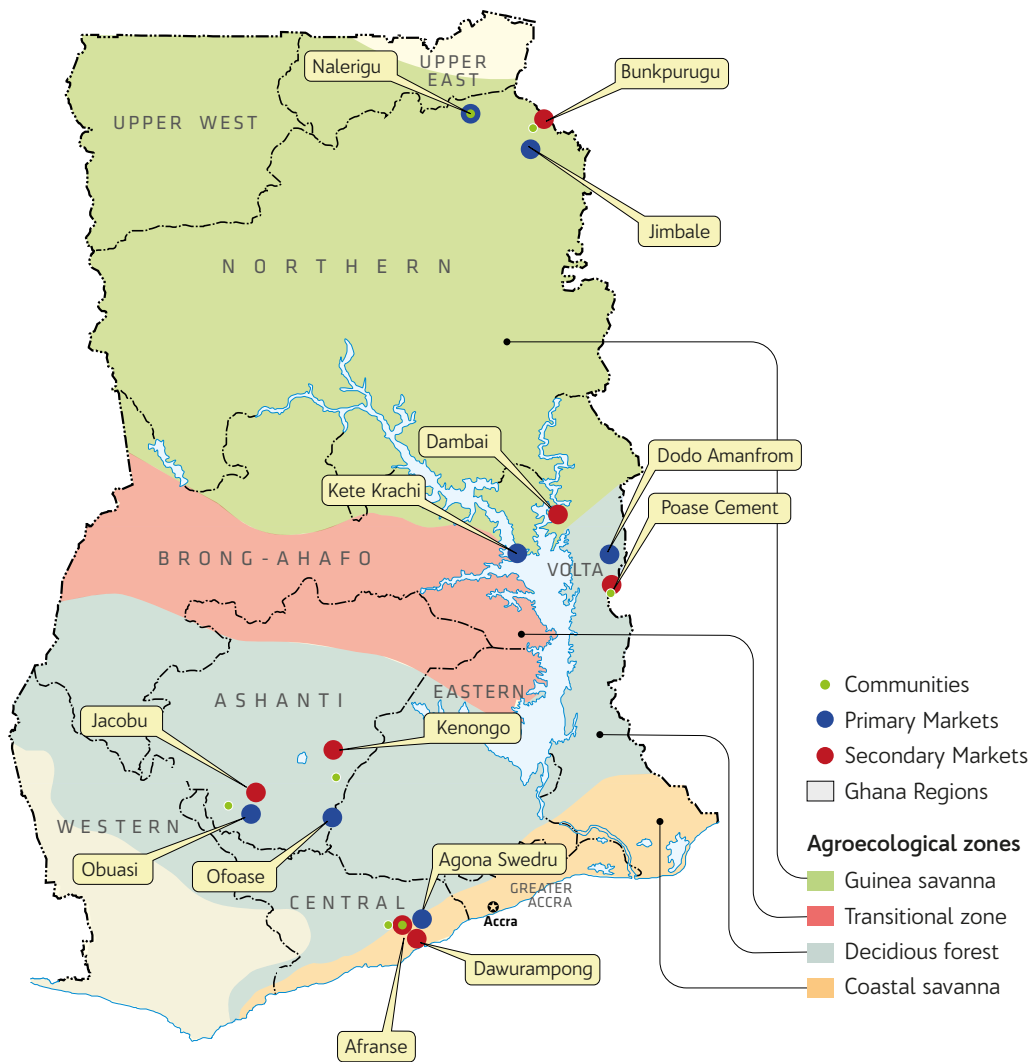 UPPER
EAST
Nalerigu
Bunkpurugu
UPPER WEST
Jimbale
NORTHERN
Dambai
Dodo Amanfrom
Kete Krachi
Poase Cement
BRONG-AHAFO
VOLTA
ASHANTI
EASTERN
Jacobu
Kenongo
WESTERN
Obuasi
Ofoase
Agona Swedru
CENTRAL
GREATER
ACCRA
Accra
Dawurampong
Afranse
Communities
Primary Markets
Secondary Markets
Ghana Regions
Agroecological zones
Guinea savanna
Transitional zone
Decidious forest
Coastal savanna